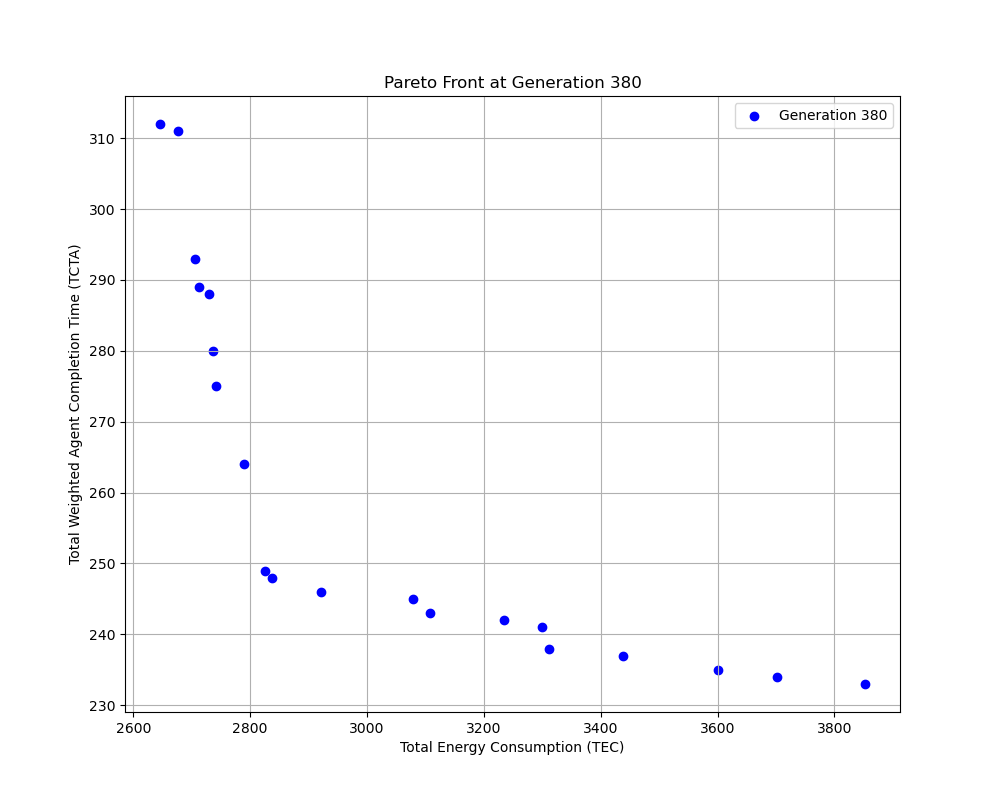 Pareto Front at Generation 380
Generation 380
310
300
290
280
270
260
250
240
230
Total Weighted Agent Completion Time (TCTA)
2600 2800 3000 3200 3400 3600 3800
Total Energy Consumption (TEC)